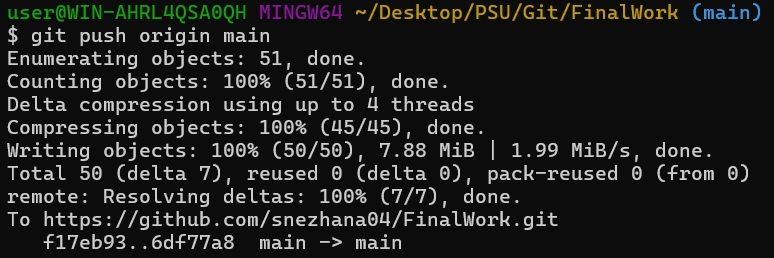 user@WIN-AHRL4QSA0QH MINGW64 ~/Desktop/PSU/Git/FinalWork (main)
$ git push origin main
Enumerating objects: 51, done.
Counting objects: 100% (51/51), done.
Delta compression using up to 4 threads
Compressing objects: 100% (45/45), done.
Writing objects: 100% (50/50), 7.88 MiB | 1.99 MiB/s, done.
Total 50 (delta 7), reused 0 (delta 0), pack-reused 0 (from 0)
remote: Resolving deltas: 100% (7/7), done.
To https://github.com/snezhana04/FinalWork.git
   f17eb93..6df77a8  main -> main